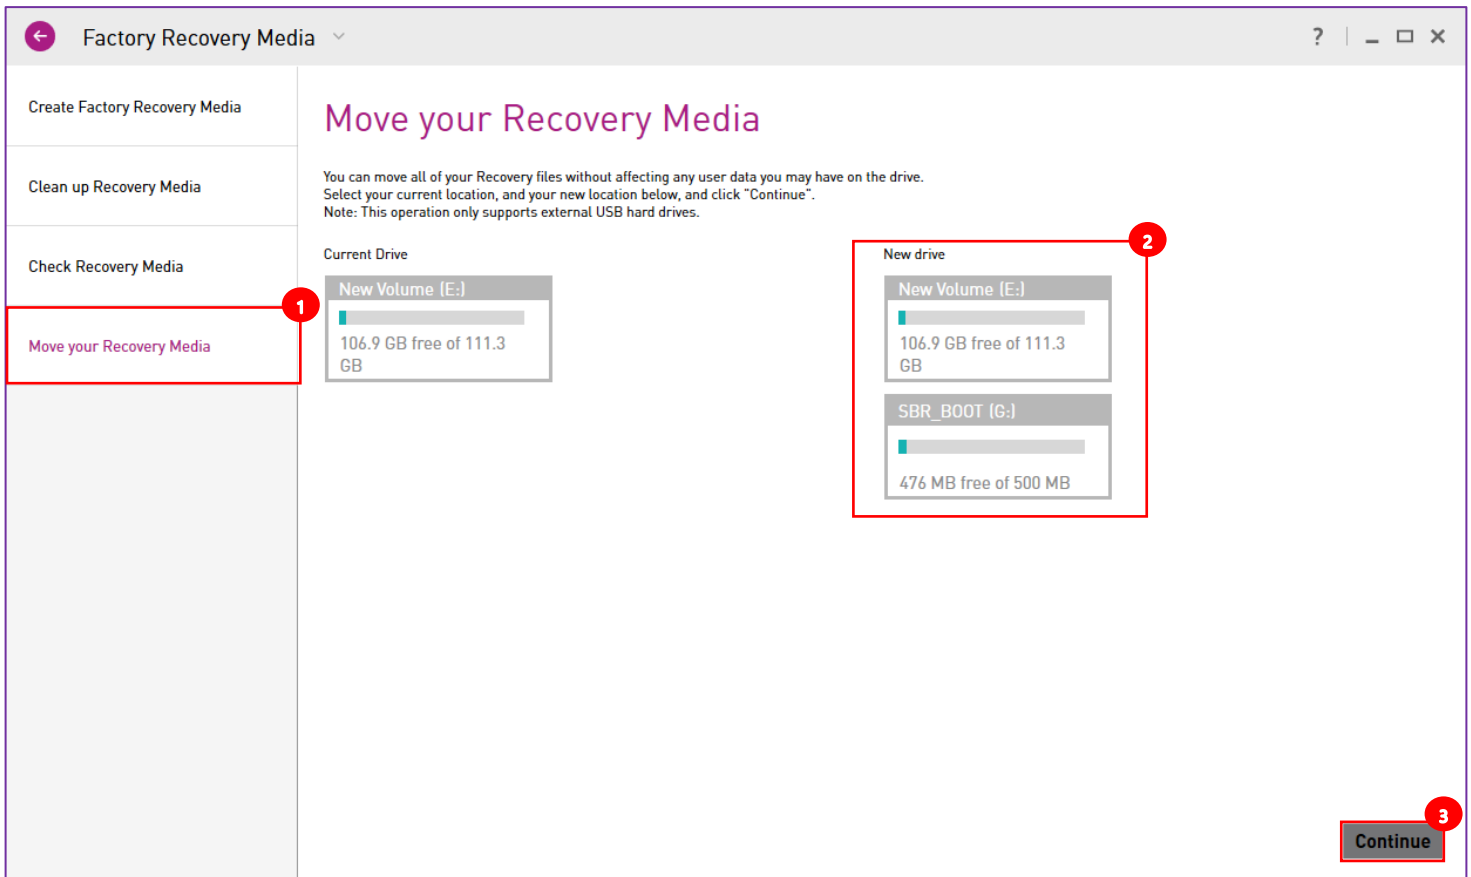 Factory Recovery Media
?
Create Factory Recovery Media
Clean up Recovery Media
Check Recovery Media
1
Move your Recovery Media
Move your Recovery Media
You can move all of your Recovery files without affecting any user data you may have on the drive.
Select your current location, and your new location below, and click "Continue".
Note: This operation only supports external USB hard drives.
Current Drive
New Volume (E:)
106.9 GB free of 111.3
GB
2
New drive
New Volume (E:)
106.9 GB free of 111.3
GB
SBR_BOOT (G:)
476 MB free of 500 MB
3
Continue